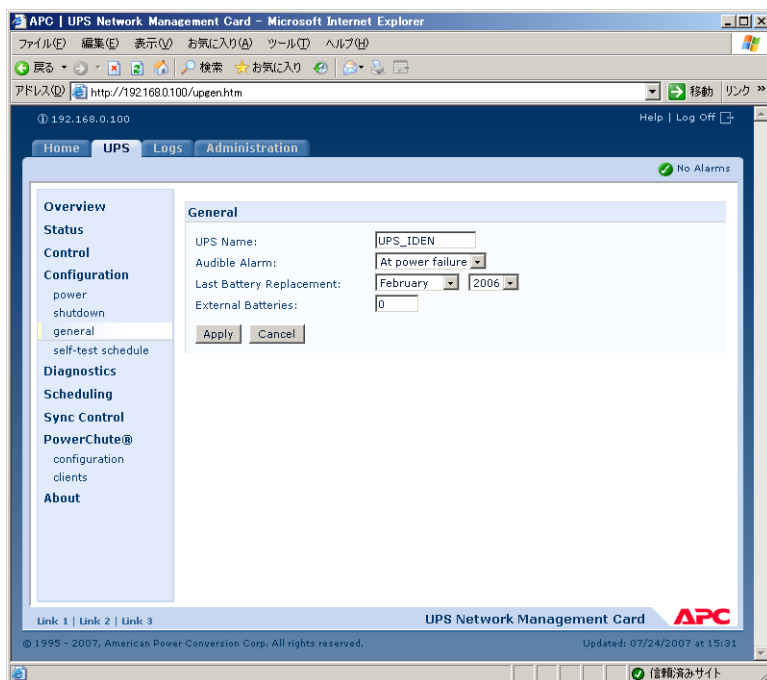 APC | UPS Network Management Card - Microsoft Internet Explorer
ファイル(F) 編集(E) 表示(V) お気に入り(A) ツール(T) ヘルプ(H)
戻る 検索 お気に入り
アドレス(D) http://192.168.0.100/upgen.htm 移動 リンク »
192.168.0.100 Help | Log Off
Home UPS Logs Administration
No Alarms
Overview
Status
Control
Configuration
power
shutdown
general
self-test schedule
Diagnostics
Scheduling
Sync Control
PowerChute®
configuration
clients
About
General
UPS Name: UPS_IDEN
Audible Alarm: At power failure
Last Battery Replacement: February 2006
External Batteries: 0
Apply Cancel
Link 1 | Link 2 | Link 3 UPS Network Management Card APC
© 1995 - 2007, American Power Conversion Corp. All rights reserved. Updated: 07/24/2007 at 15:31
信頼済みサイト